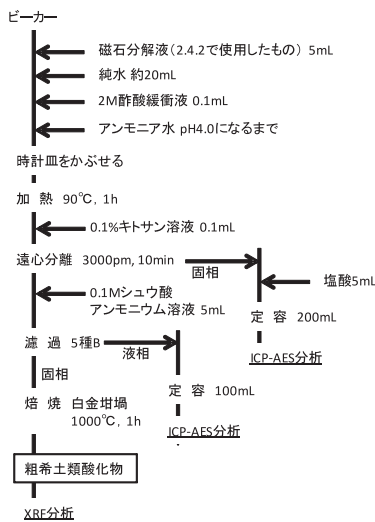 ビーカー
磁石分解液（2.4.2で使用したもの） 5mL
純水 約20mL
2M酢酸緩衝液 0.1mL
アンモニア水 pH4.0になるまで
時計皿をかぶせる
加 熱 90℃, 1h
0.1%キトサン溶液 0.1mL
遠心分離 3000pm, 10min
固相
塩酸5mL
0.1Mシュウ酸
アンモニウム溶液 5mL
定 容 200mL
濾 過 5種B
液相
ICP-AES分析
固相
定 容 100mL
焙 焼 白金坩堝
1000℃, 1h
ICP-AES分析
粗希土類酸化物
XRF分析